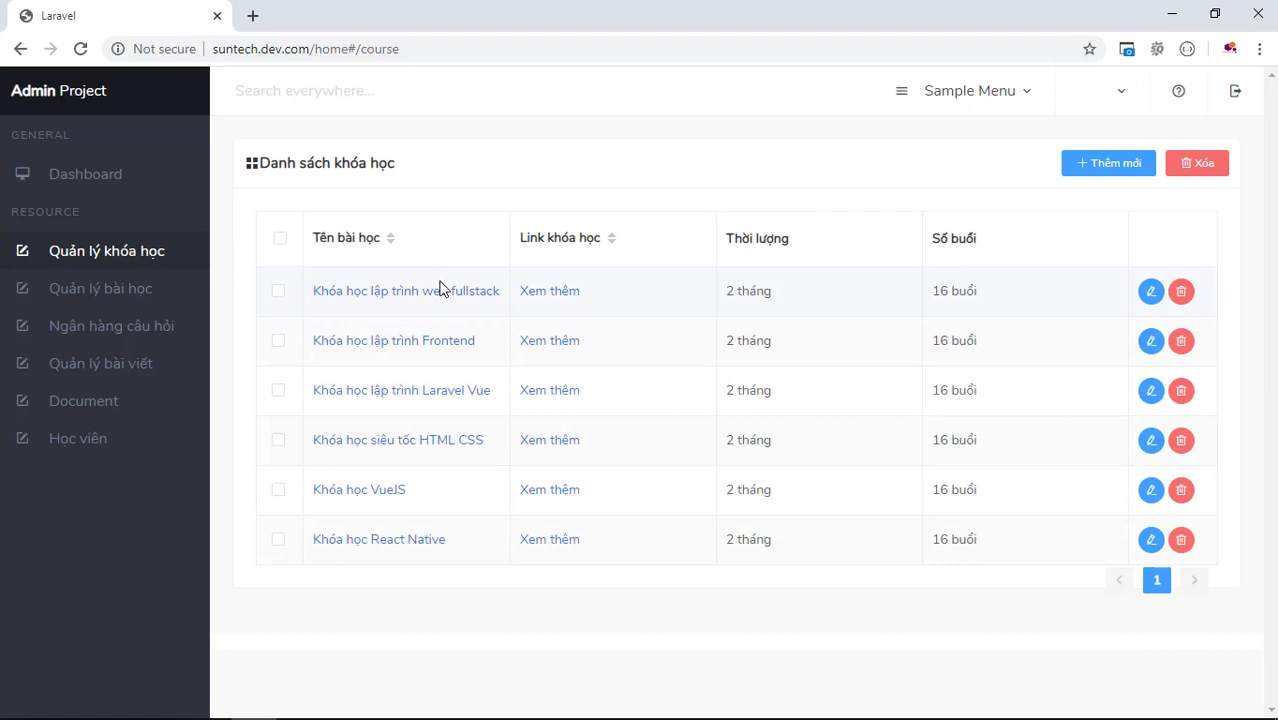 Laravel
Not secure
suntech.dev.com/home#/course
Admin Project
Search everywhere...
Sample Menu
GENERAL
Dashboard
RESOURCE
Quản lý khóa học
Quản lý bài học
Ngân hàng câu hỏi
Quản lý bài viết
Document
Học viên
Danh sách khóa học
Thêm mới
Xóa
Tên bài học Link khóa học Thời lượng Số buổi
Khóa học lập trình web fullstack Xem thêm 2 tháng 16 buổi
Khóa học lập trình Frontend Xem thêm 2 tháng 16 buổi
Khóa học lập trình Laravel Vue Xem thêm 2 tháng 16 buổi
Khóa học siêu tốc HTML CSS Xem thêm 2 tháng 16 buổi
Khóa học VueJS Xem thêm 2 tháng 16 buổi
Khóa học React Native Xem thêm 2 tháng 16 buổi
1